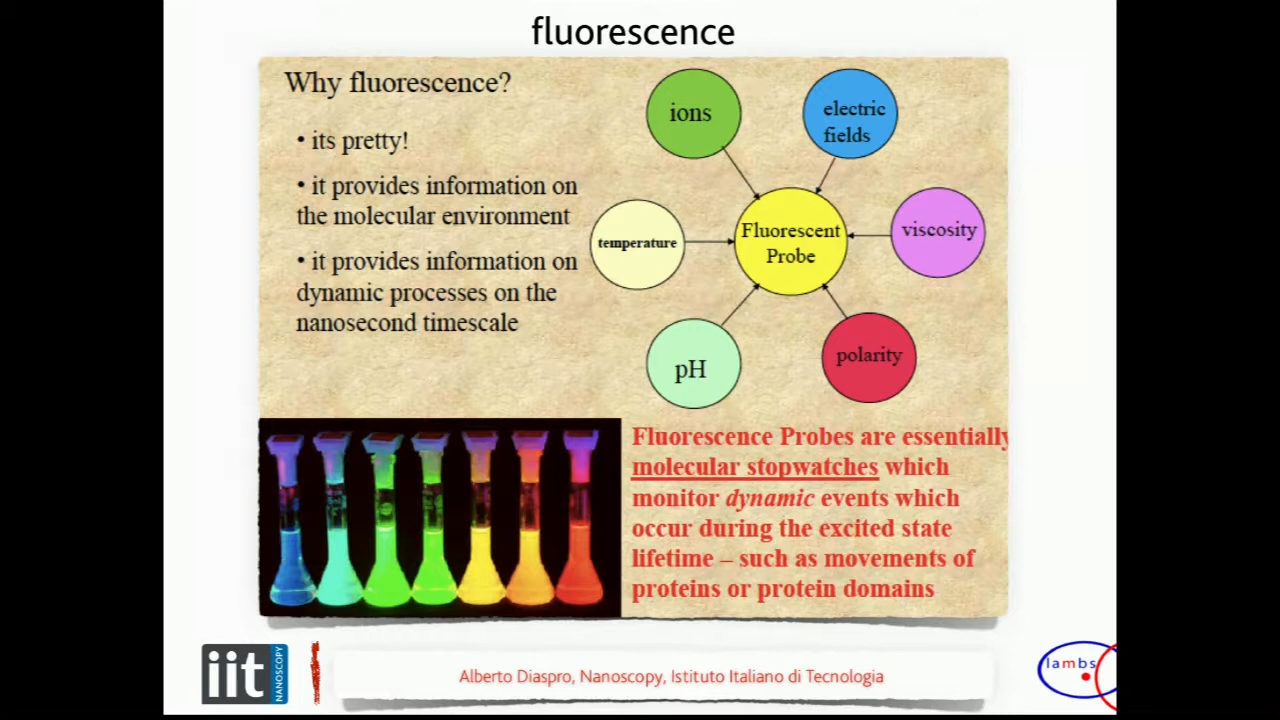 fluorescence
Why fluorescence?
• its pretty!
• it provides information on
the molecular environment
• it provides information on
dynamic processes on the
nanosecond timescale
ions
electric
fields
temperature
Fluorescent
Probe
viscosity
pH
polarity
Fluorescence Probes are essentially
molecular stopwatches which
monitor dynamic events which
occur during the excited state
lifetime – such as movements of
proteins or protein domains
iit
NANOSCOPY
Alberto Diaspro, Nanoscopy, Istituto Italiano di Tecnologia
lambs